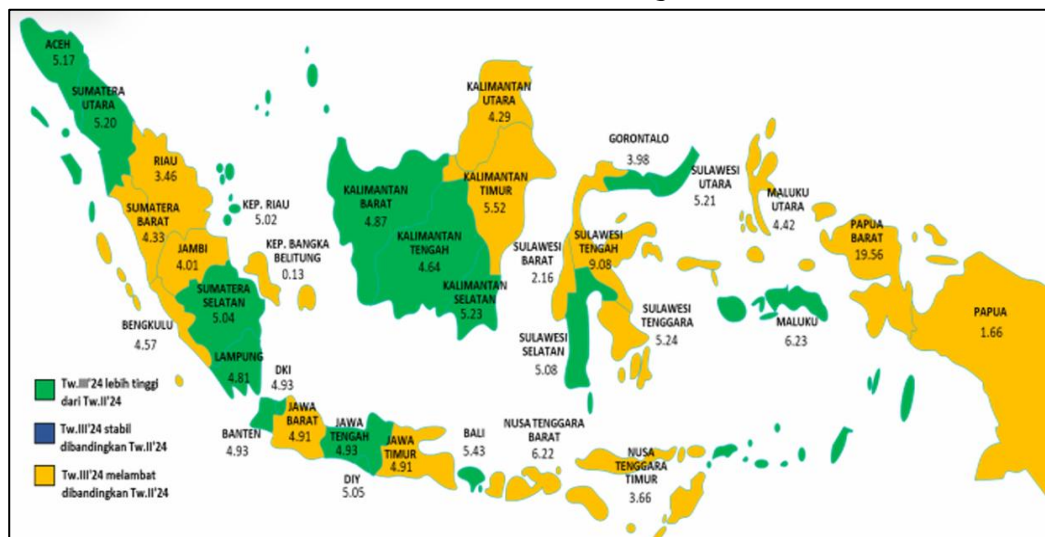 ACEH
5.17
SUMATERA
UTARA
5.20
RIAU
3.46
SUMATERA
BARAT
4.33
JAMBI
4.01
KEP. RIAU
5.02
KEP. BANGKA
BELITUNG
0.13
SUMATERA
SELATAN
5.04
BENGKULU
4.57
LAMPUNG
4.81
DKI
4.93
BANTEN
4.93
JAWA
BARAT
4.91
JAWA
TENGAH
4.93
DIY
5.05
JAWA
TIMUR
4.91
BALI
5.43
NUSA TENGGARA
BARAT
6.22
NUSA
TENGGARA
TIMUR
3.66
KALIMANTAN
UTARA
4.29
KALIMANTAN
BARAT
4.87
KALIMANTAN
TIMUR
5.52
KALIMANTAN
TENGAH
4.64
KALIMANTAN
SELATAN
5.23
GORONTALO
3.98
SULAWESI
UTARA
5.21
SULAWESI
BARAT
2.16
SULAWESI
TENGAH
9.08
SULAWESI
TENGGARA
5.24
SULAWESI
SELATAN
5.08
MALUKU
UTARA
4.42
MALUKU
6.23
PAPUA
BARAT
19.56
PAPUA
1.66
Tw.III'24 lebih tinggi
dari Tw.II'24
Tw.III'24 stabil
dibandingkan Tw.II'24
Tw.III'24 melambat
dibandingkan Tw.II'24